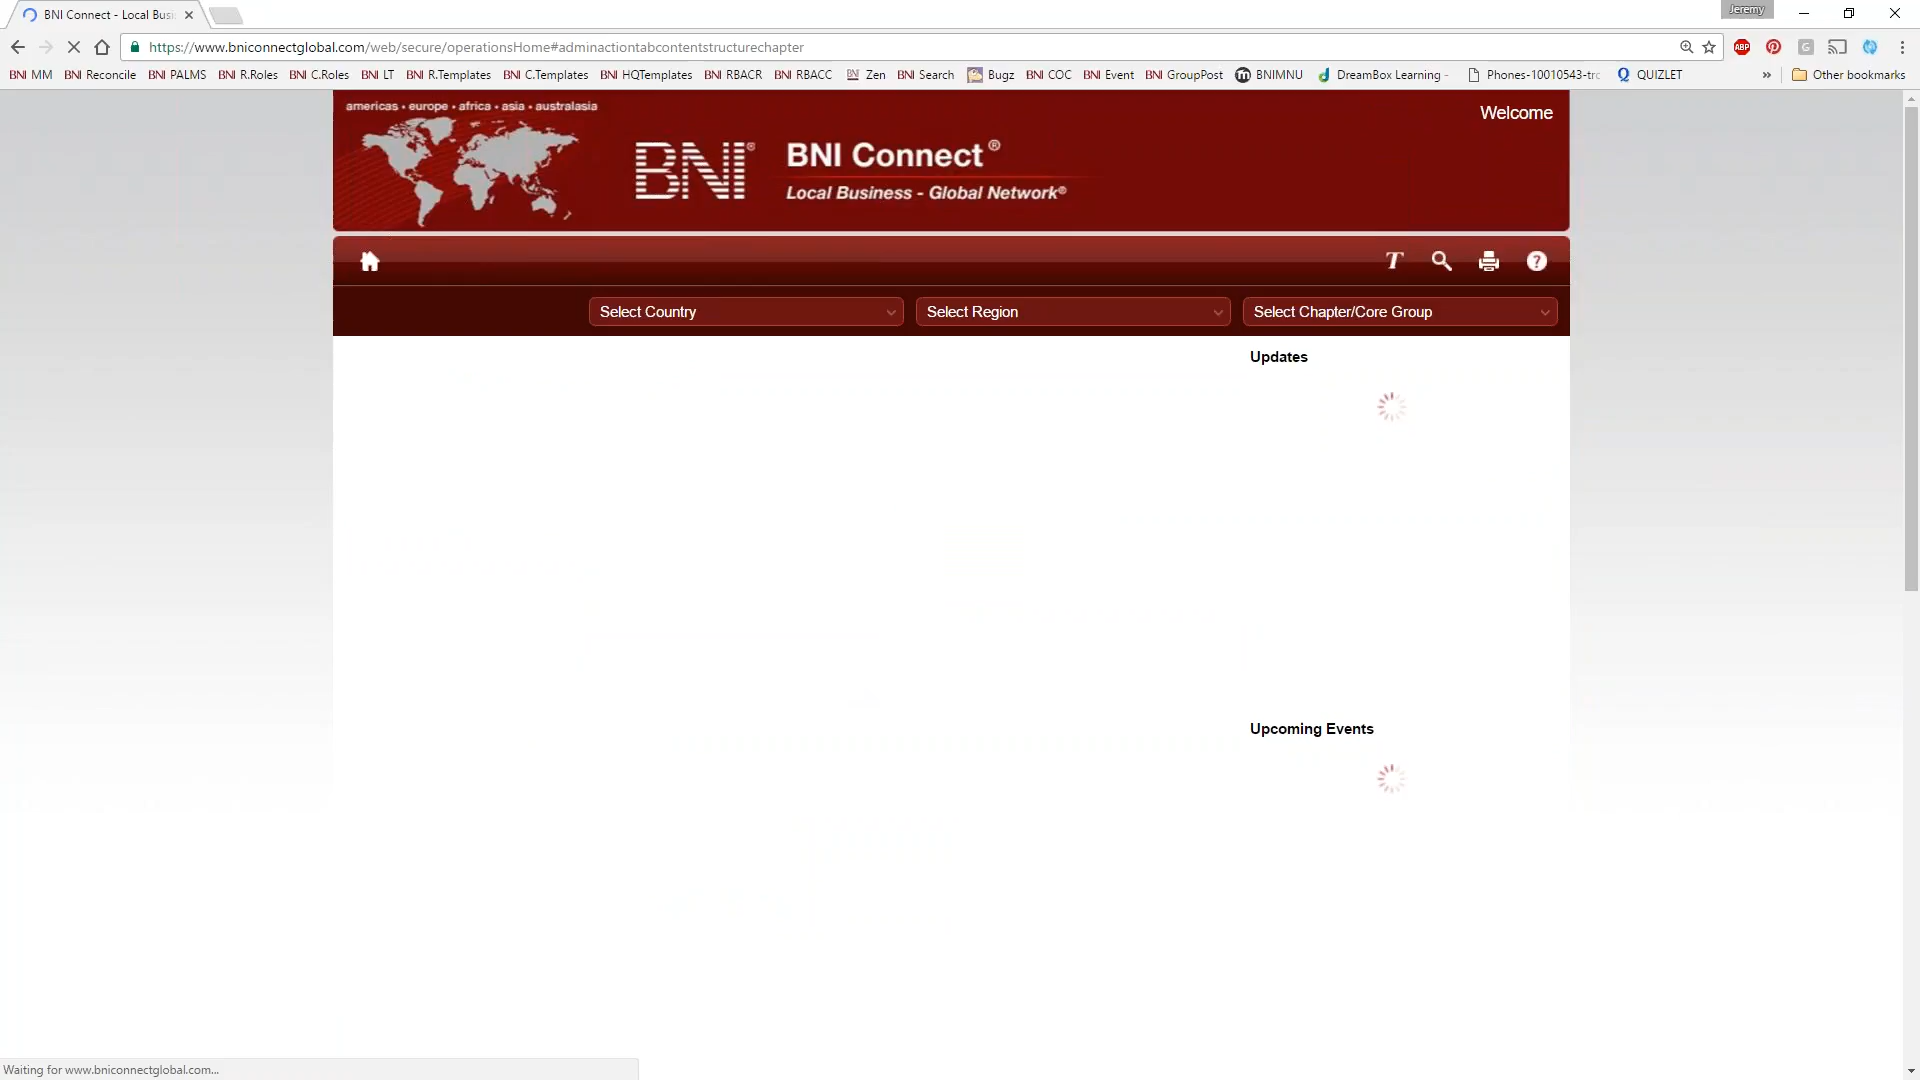 BNI Connect - Local Busi
Jeremy
https://www.bniconnectglobal.com/web/secure/operationsHome#adminactiontabcontentstructurechapter
ABP
G
BNI MM BNI Reconcile BNI PALMS BNI R.Roles BNI C.Roles BNI LT BNI R.Templates BNI C.Templates BNI HQTemplates BNI RBACR BNI RBACC BNI Zen BNI Search Bugz BNI COC BNI Event BNI GroupPost m BNIMNU d DreamBox Learning - Phones-10010543-trc Q QUIZLET » Other bookmarks
americas • europe • africa • asia • australasia
Welcome
BNI® BNI Connect®
Local Business - Global Network®
T ?
Select Country Select Region Select Chapter/Core Group
Updates
Upcoming Events
Waiting for www.bniconnectglobal.com...